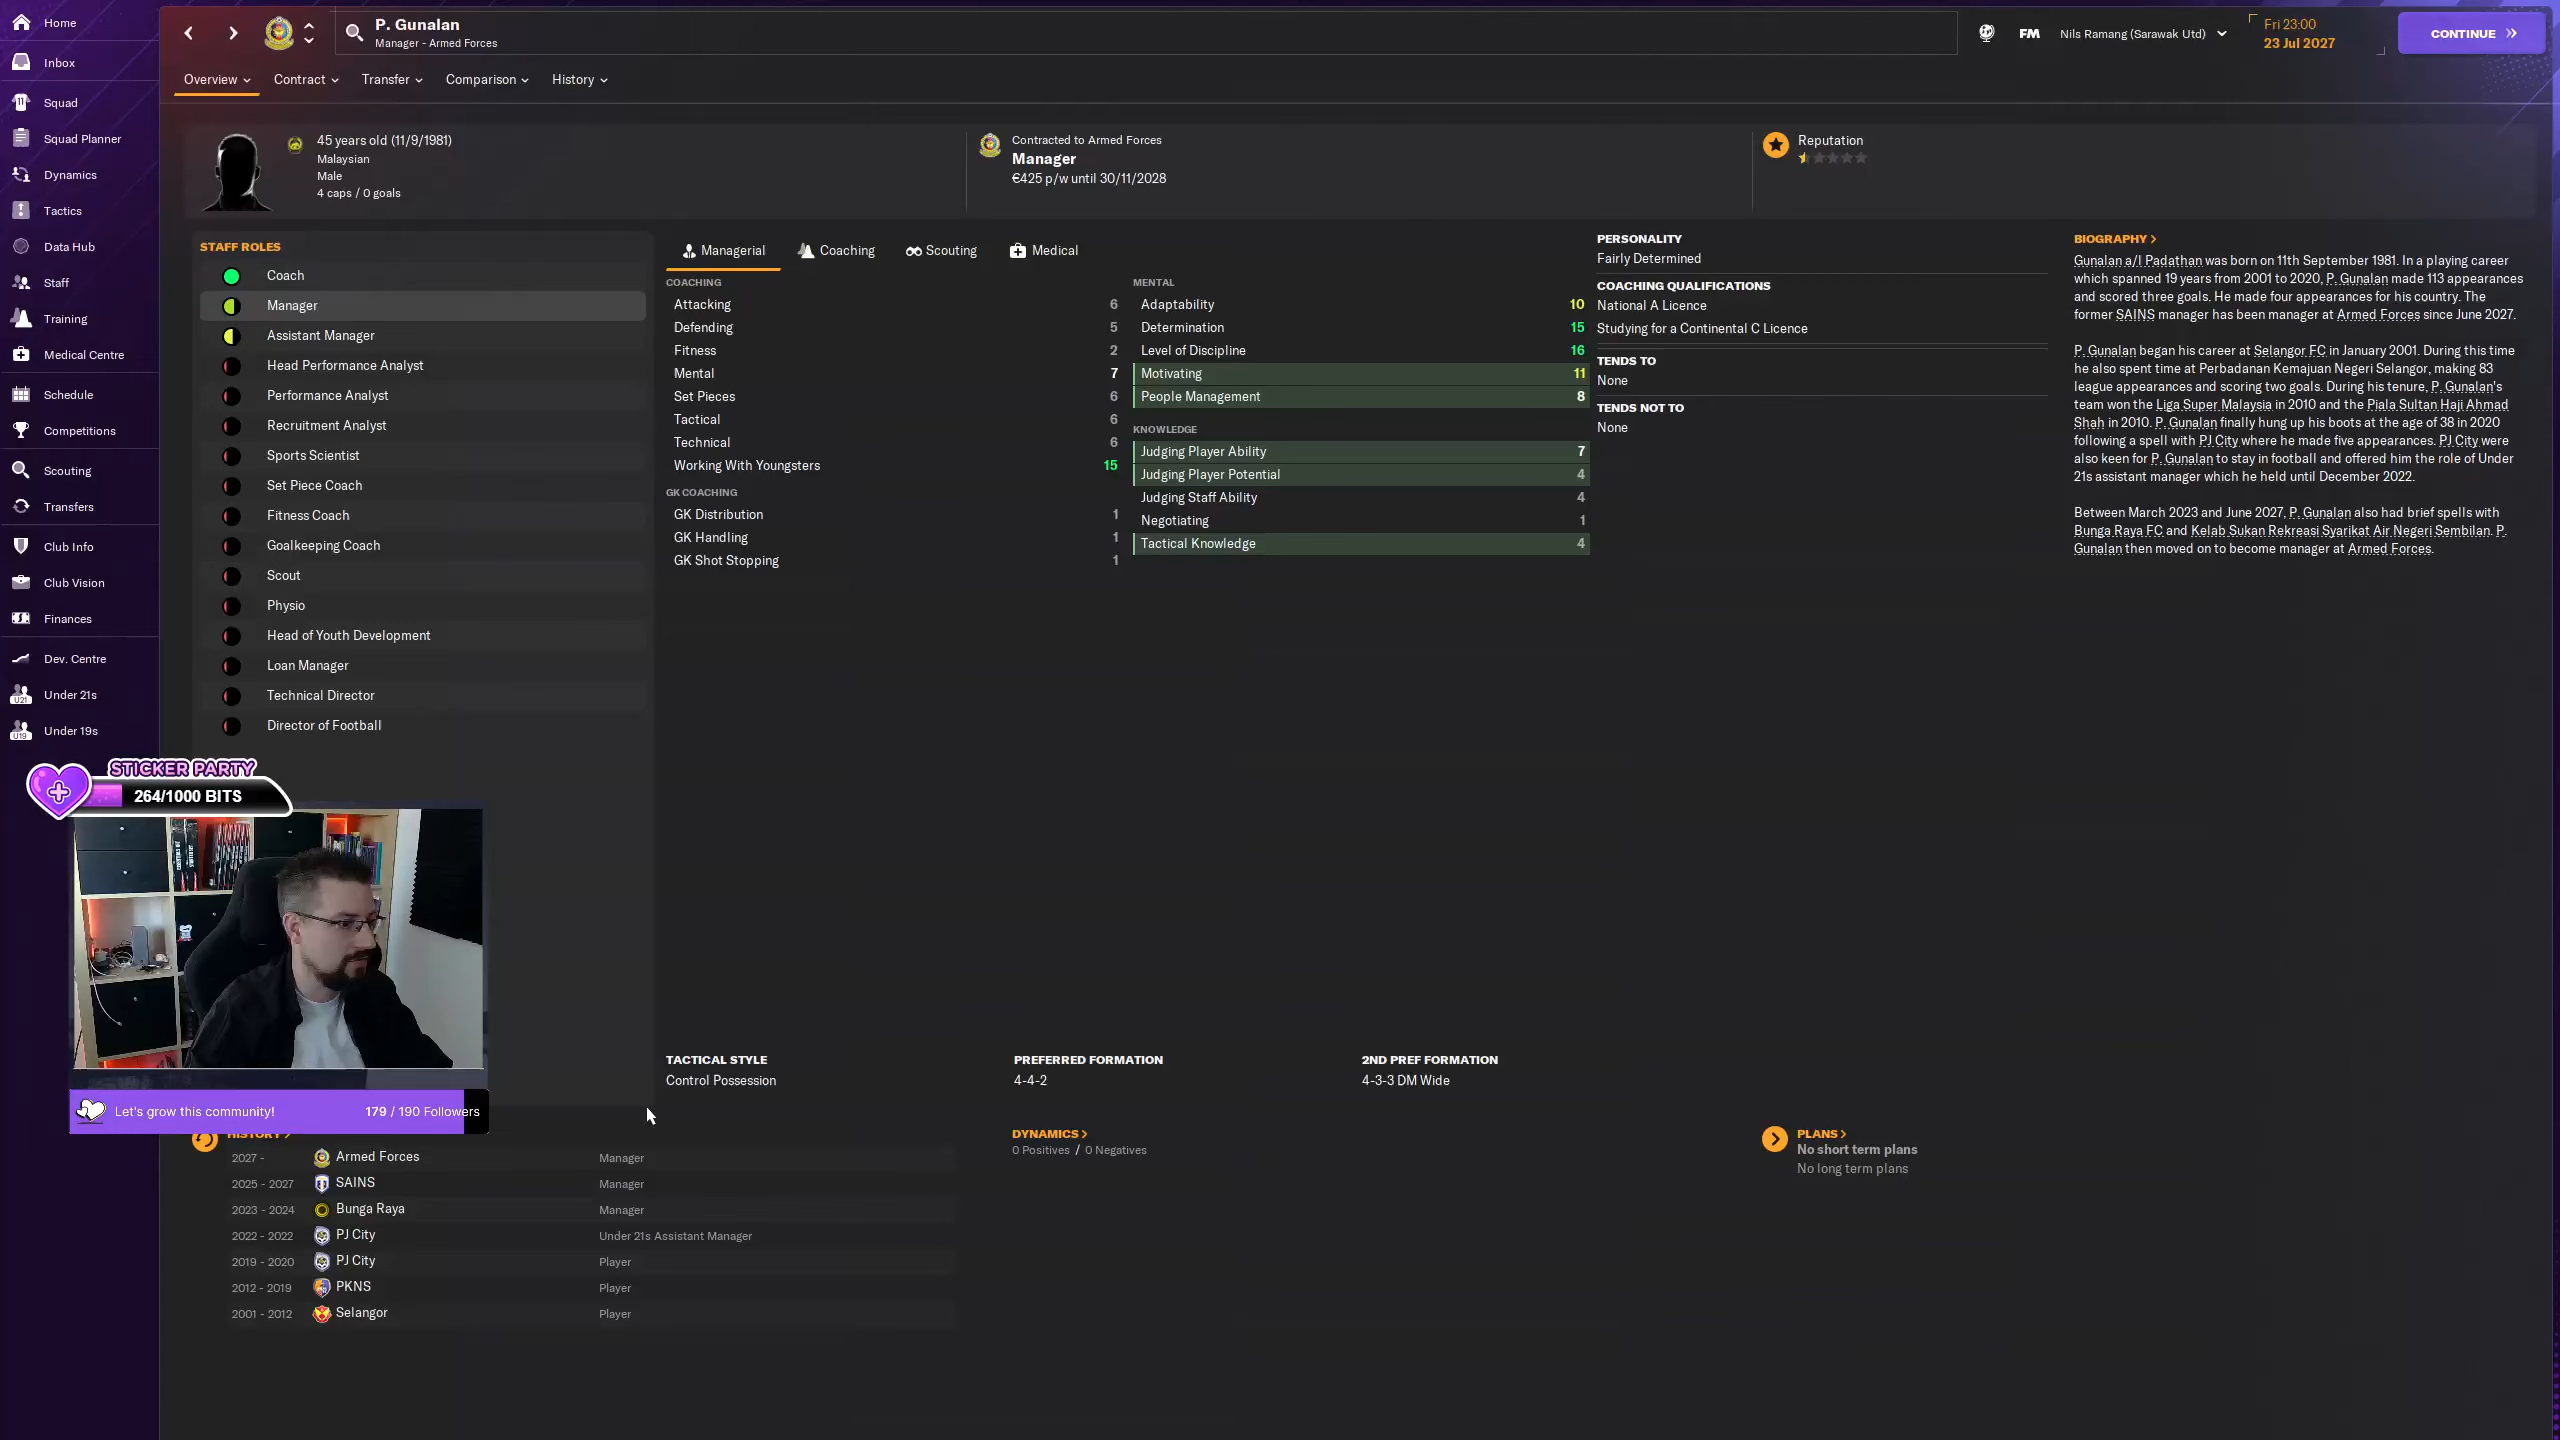 Home
Inbox
Squad
Squad Planner
Dynamics
Tactics
Data Hub
Staff
Training
Medical Centre
Schedule
Competitions
Scouting
Transfers
Club Info
Club Vision
Finances
Dev. Centre
Under 21s
Under 19s
P. Gunalan
Manager - Armed Forces
FM
Nils Ramang (Sarawak Utd)
Fri 23:00
23 Jul 2027
CONTINUE
Overview
Contract
Transfer
Comparison
History
45 years old (11/9/1981)
Malaysian
Male
4 caps / 0 goals
Contracted to Armed Forces
Manager
€425 p/w until 30/11/2028
Reputation
STAFF ROLES
Coach
Manager
Assistant Manager
Head Performance Analyst
Performance Analyst
Recruitment Analyst
Sports Scientist
Set Piece Coach
Fitness Coach
Goalkeeping Coach
Scout
Physio
Head of Youth Development
Loan Manager
Technical Director
Director of Football
Managerial
Coaching
Scouting
Medical
COACHING
Attacking 6
Defending 5
Fitness 2
Mental 7
Set Pieces 6
Tactical 6
Technical 6
Working With Youngsters 15
GK COACHING
GK Distribution 1
GK Handling 1
GK Shot Stopping 1
MENTAL
Adaptability 10
Determination 15
Level of Discipline 16
Motivating 11
People Management 8
KNOWLEDGE
Judging Player Ability 7
Judging Player Potential 4
Judging Staff Ability 4
Negotiating 1
Tactical Knowledge 4
PERSONALITY
Fairly Determined
COACHING QUALIFICATIONS
National A Licence
Studying for a Continental C Licence
TENDS TO
None
TENDS NOT TO
None
BIOGRAPHY >
Gunalan a/l Padathan was born on 11th September 1981. In a playing career
which spanned 19 years from 2001 to 2020, P. Gunalan made 113 appearances
and scored three goals. He made four appearances for his country. The
former SAINS manager has been manager at Armed Forces since June 2027.
P. Gunalan began his career at Selangor FC in January 2001. During this time
he also spent time at Perbadanan Kemajuan Negeri Selangor, making 83
league appearances and scoring two goals. During his tenure, P. Gunalan's
team won the Liga Super Malaysia in 2010 and the Piala Sultan Haji Ahmad
Shah in 2010. P. Gunalan finally hung up his boots at the age of 38 in 2020
following a spell with PJ City where he made five appearances. PJ City were
also keen for P. Gunalan to stay in football and offered him the role of Under
21s assistant manager which he held until December 2022.
Between March 2023 and June 2027, P. Gunalan also had brief spells with
Bunga Raya FC and Kelab Sukan Rekreasi Syarikat Air Negeri Sembilan. P.
Gunalan then moved on to become manager at Armed Forces.
STICKER PARTY
264/1000 BITS
Let's grow this community! 179 / 190 Followers
TACTICAL STYLE
Control Possession
PREFERRED FORMATION
4-4-2
2ND PREF FORMATION
4-3-3 DM Wide
HISTORY >
2027 - Armed Forces Manager
2025 - 2027 SAINS Manager
2023 - 2024 Bunga Raya Manager
2022 - 2022 PJ City Under 21s Assistant Manager
2019 - 2020 PJ City Player
2012 - 2019 PKNS Player
2001 - 2012 Selangor Player
DYNAMICS >
0 Positives / 0 Negatives
PLANS >
No short term plans
No long term plans